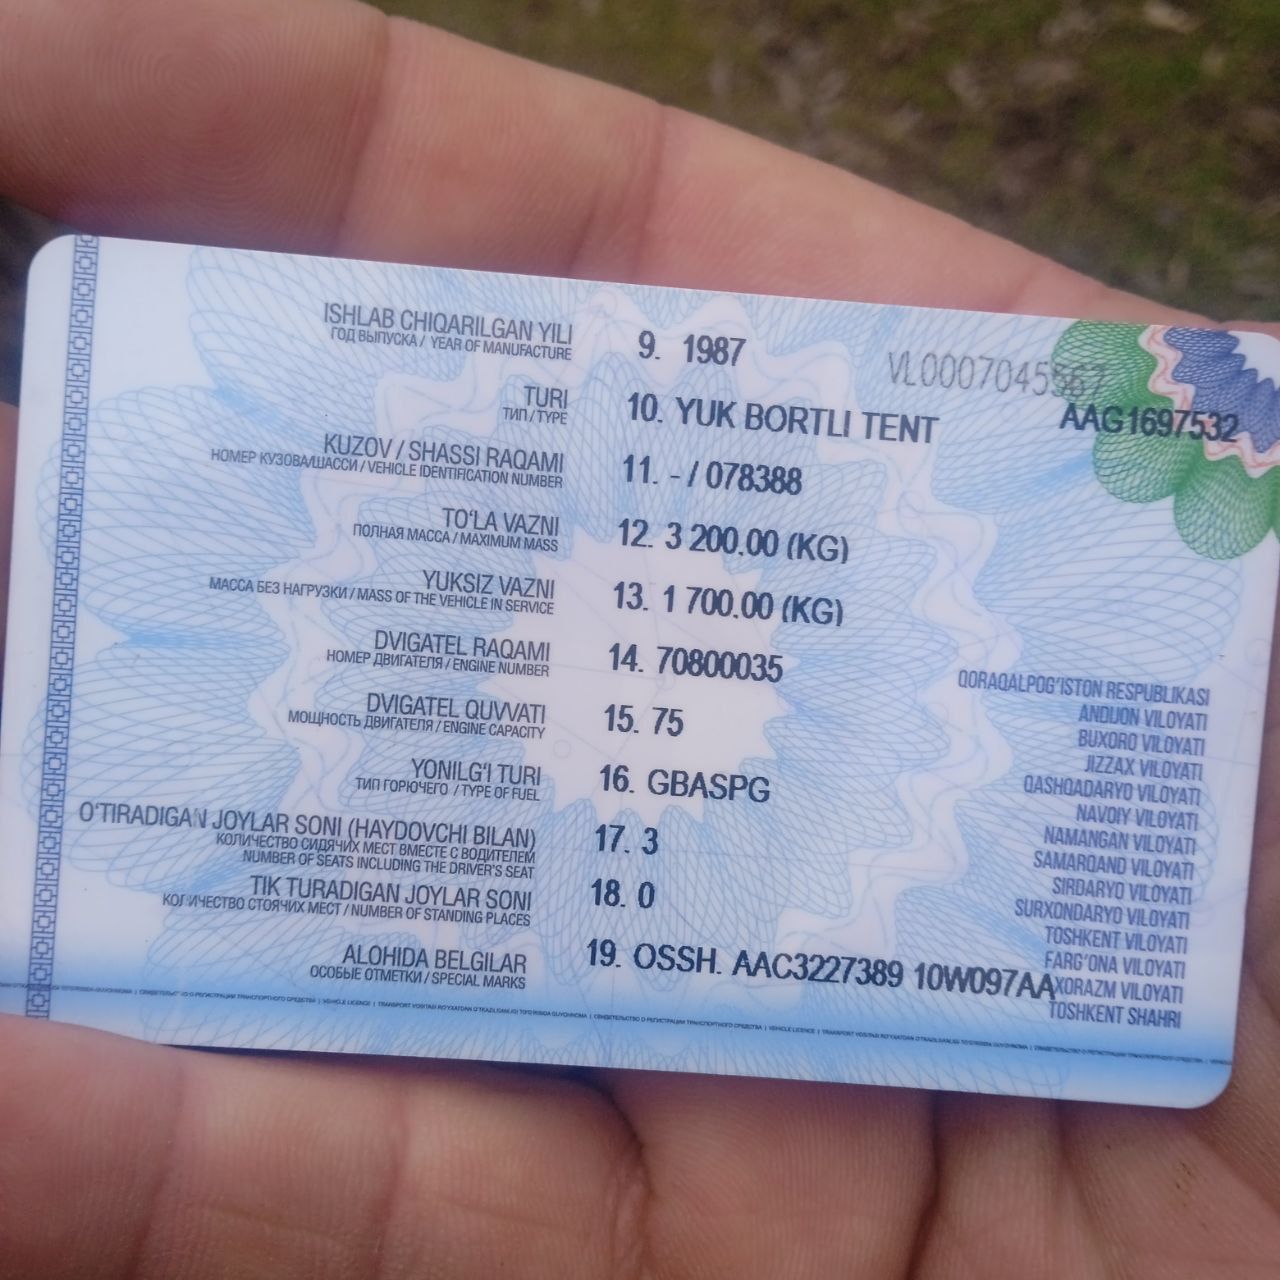 ISHLAB CHIQARILGAN YILI
ГОД ВЫПУСКА / YEAR OF MANUFACTURE
9. 1987
VL0007045567
AAG1697532
TURI
ТИП / TYPE
10. YUK BORTLI TENT
KUZOV / SHASSI RAQAMI
НОМЕР КУЗОВА/ШАССИ / VEHICLE IDENTIFICATION NUMBER
11. - / 078388
TO‘LA VAZNI
ПОЛНАЯ МАССА / MAXIMUM MASS
12. 3 200.00 (KG)
YUKSIZ VAZNI
МАССА БЕЗ НАГРУЗКИ / MASS OF THE VEHICLE IN SERVICE
13. 1 700.00 (KG)
DVIGATEL RAQAMI
НОМЕР ДВИГАТЕЛЯ / ENGINE NUMBER
14. 70800035
DVIGATEL QUVVATI
МОЩНОСТЬ ДВИГАТЕЛЯ / ENGINE CAPACITY
15. 75
YONILG‘I TURI
ТИП ГОРЮЧЕГО / TYPE OF FUEL
16. GBASPG
O‘TIRADIGAN JOYLAR SONI (HAYDOVCHI BILAN)
КОЛИЧЕСТВО СИДЯЧИХ МЕСТ ВМЕСТЕ С ВОДИТЕЛЕМ
NUMBER OF SEATS INCLUDING THE DRIVER'S SEAT
17. 3
TIK TURADIGAN JOYLAR SONI
КОЛИЧЕСТВО СТОЯЧИХ МЕСТ / NUMBER OF STANDING PLACES
18. 0
ALOHIDA BELGILAR
ОСОБЫЕ ОТМЕТКИ / SPECIAL MARKS
19. OSSH. AAC3227389 10W097AA
QORAQALPOG‘ISTON RESPUBLIKASI
ANDIJON VILOYATI
BUXORO VILOYATI
JIZZAX VILOYATI
QASHQADARYO VILOYATI
NAVOIY VILOYATI
NAMANGAN VILOYATI
SAMARQAND VILOYATI
SIRDARYO VILOYATI
SURXONDARYO VILOYATI
TOSHKENT VILOYATI
FARG‘ONA VILOYATI
XORAZM VILOYATI
TOSHKENT SHAHRI